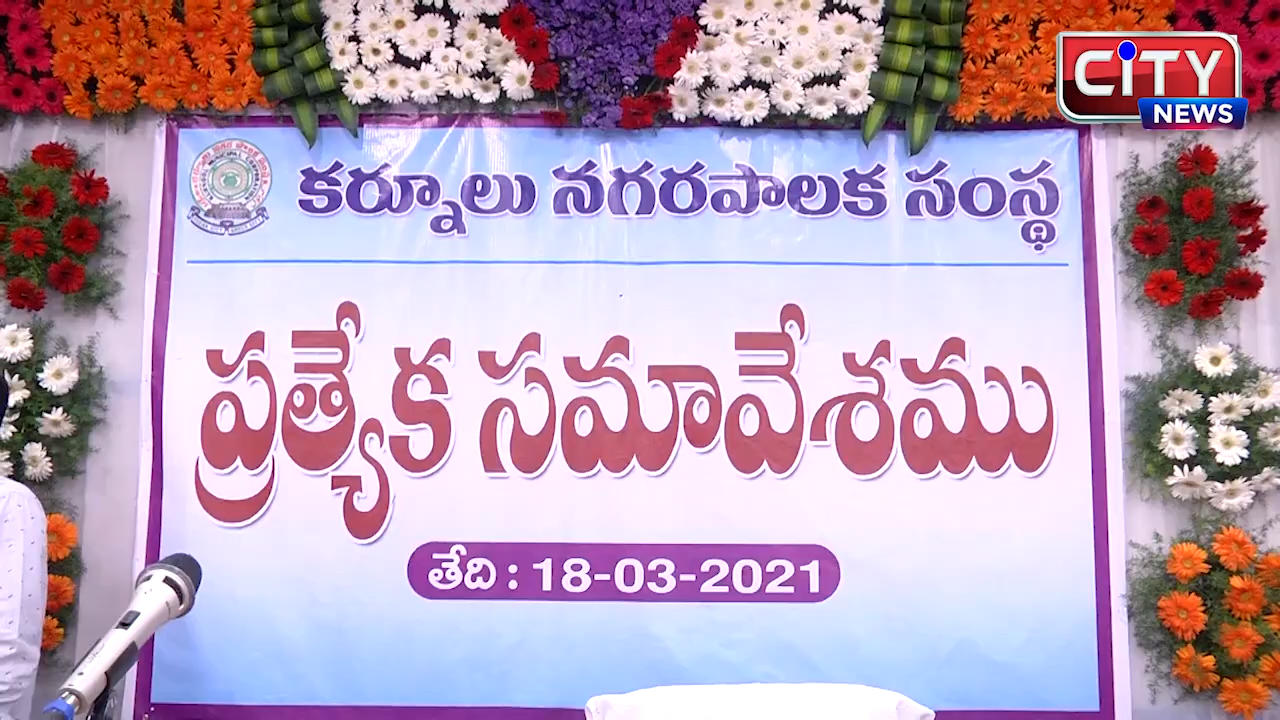 CiTY
NEWS
కర్నూలు నగరపాలక సంస్థ
ప్రత్యేక సమావేశము
తేది : 18-03-2021